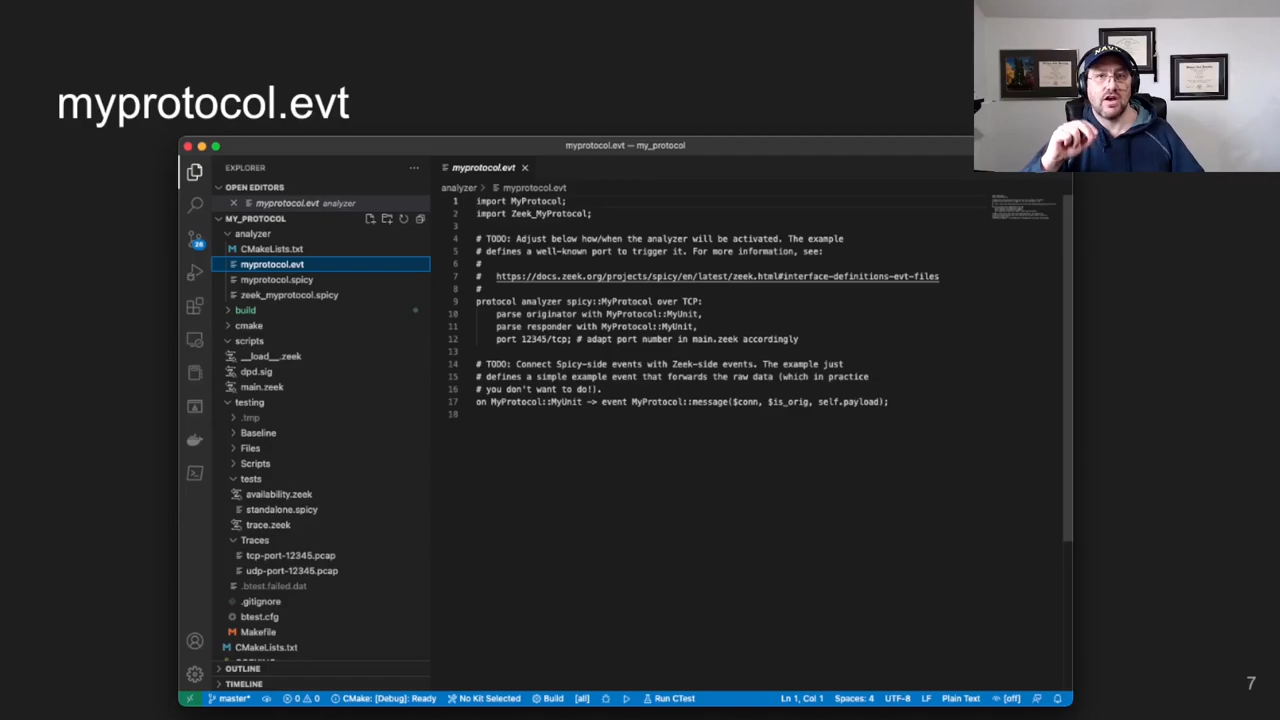 NAVY
myprotocol.evt
myprotocol.evt — my_protocol
EXPLORER
OPEN EDITORS
myprotocol.evt analyzer
MY_PROTOCOL
analyzer
CMakeLists.txt
myprotocol.evt
myprotocol.spicy
zeek_myprotocol.spicy
build
cmake
scripts
__load__.zeek
dpd.sig
main.zeek
testing
.tmp
Baseline
Files
Scripts
tests
availability.zeek
standalone.spicy
trace.zeek
Traces
tcp-port-12345.pcap
udp-port-12345.pcap
.btest.failed.dat
.gitignore
btest.cfg
Makefile
CMakeLists.txt
OUTLINE
TIMELINE
myprotocol.evt
analyzer > myprotocol.evt
1 import MyProtocol;
2 import Zeek_MyProtocol;
3
4 # TODO: Adjust below how/when the analyzer will be activated. The example
5 # defines a well-known port to trigger it. For more information, see:
6 #
7 # https://docs.zeek.org/projects/spicy/en/latest/zeek.html#interface-definitions-evt-files
8 #
9 protocol analyzer spicy::MyProtocol over TCP:
10 parse originator with MyProtocol::MyUnit,
11 parse responder with MyProtocol::MyUnit,
12 port 12345/tcp; # adapt port number in main.zeek accordingly
13
14 # TODO: Connect Spicy-side events with Zeek-side events. The example just
15 # defines a simple example event that forwards the raw data (which in practice
16 # you don't want to do!).
17 on MyProtocol::MyUnit -> event MyProtocol::message($conn, $is_orig, self.payload);
18
master* 0 0 CMake: [Debug]: Ready No Kit Selected Build [all] Run CTest Ln 1, Col 1 Spaces: 4 UTF-8 LF Plain Text [off]
7